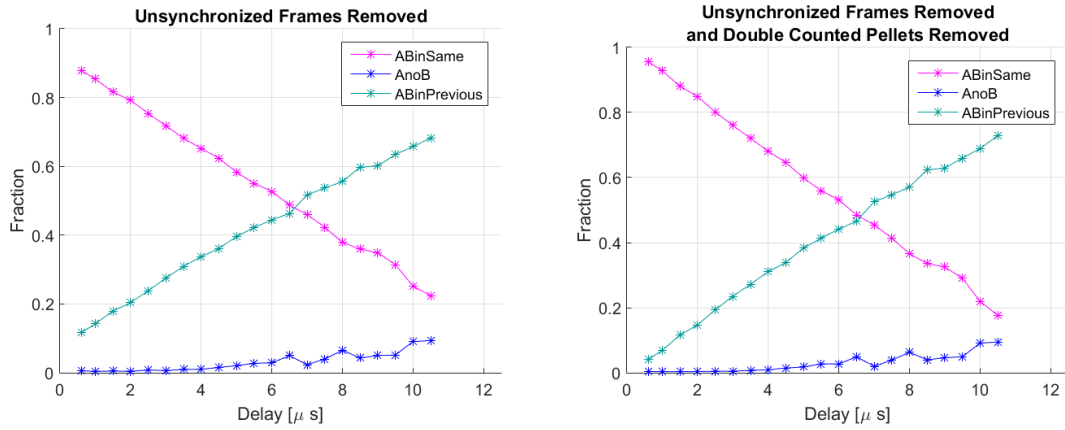 Unsynchronized Frames Removed
1
0.8
0.6
0.4
0.2
0
Fraction
ABinSame
AnoB
ABinPrevious
0 2 4 6 8 10 12
Delay [μ s]
Unsynchronized Frames Removed
and Double Counted Pellets Removed
1
0.8
0.6
0.4
0.2
0
Fraction
ABinSame
AnoB
ABinPrevious
0 2 4 6 8 10 12
Delay [μ s]